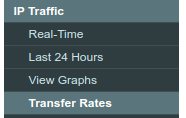 IP Traffic
Real-Time
Last 24 Hours
View Graphs
Transfer Rates